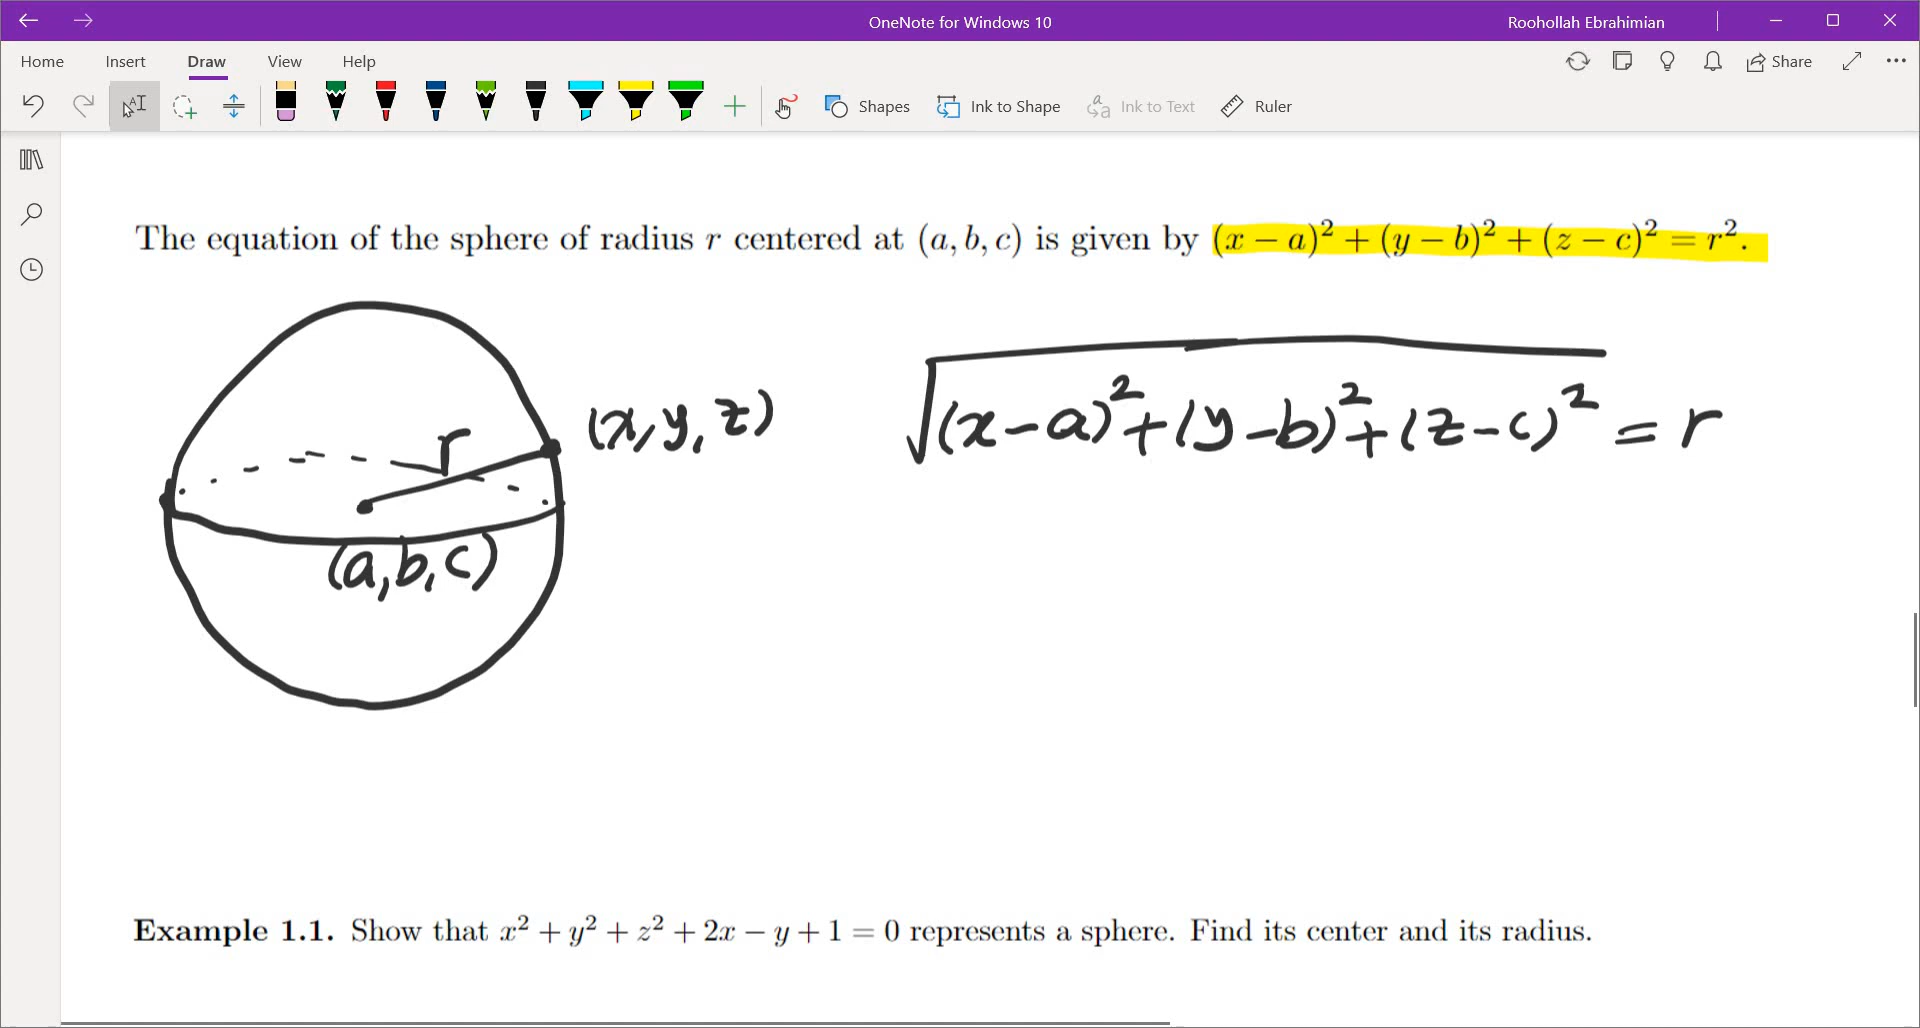 OneNote for Windows 10
Roohollah Ebrahimian
Home Insert Draw View Help
Share
Shapes Ink to Shape Ink to Text Ruler
The equation of the sphere of radius r centered at (a, b, c) is given by (x − a)² + (y − b)² + (z − c)² = r².
(x, y, z)
r
(a, b, c)
√(x-a)²+(y-b)²+(z-c)² = r
Example 1.1. Show that x² + y² + z² + 2x − y + 1 = 0 represents a sphere. Find its center and its radius.